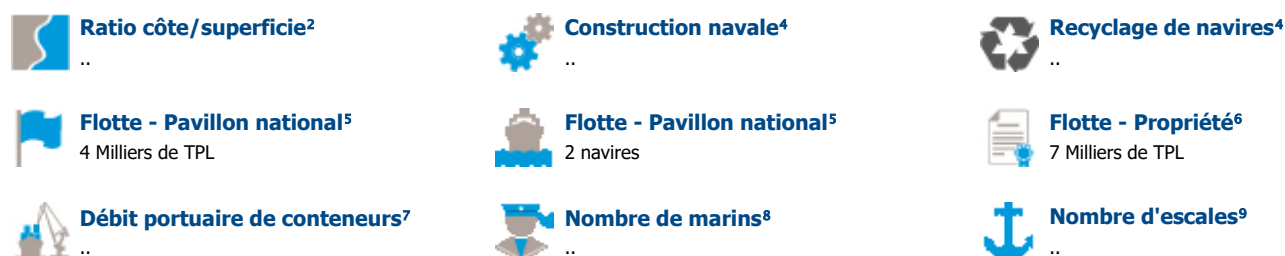 Ratio côte/superficie²
..
Construction navale⁴
..
Recyclage de navires⁴
..
Flotte - Pavillon national⁵
4 Milliers de TPL
Flotte - Pavillon national⁵
2 navires
Flotte - Propriété⁶
7 Milliers de TPL
Débit portuaire de conteneurs⁷
..
Nombre de marins⁸
..
Nombre d'escales⁹
..